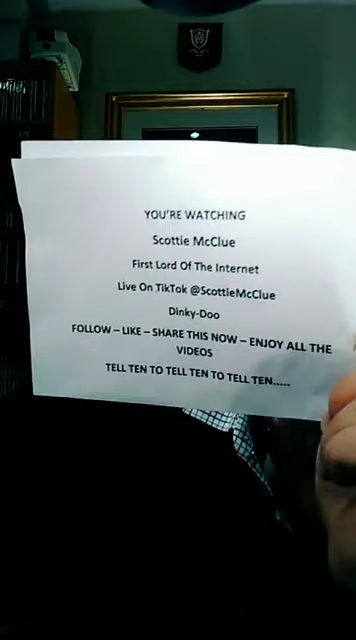 YOU'RE WATCHING
Scottie McClue
First Lord Of The Internet
Live On TikTok @ScottieMcClue
Dinky-Doo
FOLLOW – LIKE – SHARE THIS NOW – ENJOY ALL THE
VIDEOS
TELL TEN TO TELL TEN TO TELL TEN.....